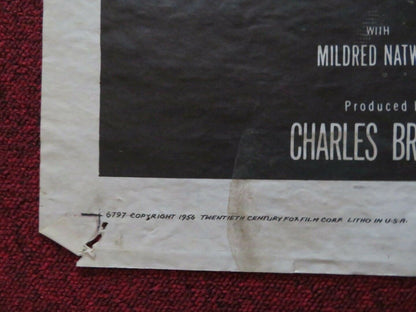 WITH
MILDRED NATW
Produced
CHARLES BR
6797 COPYRIGHT 1956 TWENTIETH CENTURY FOX FILM CORP. LITHO IN U.S.A.